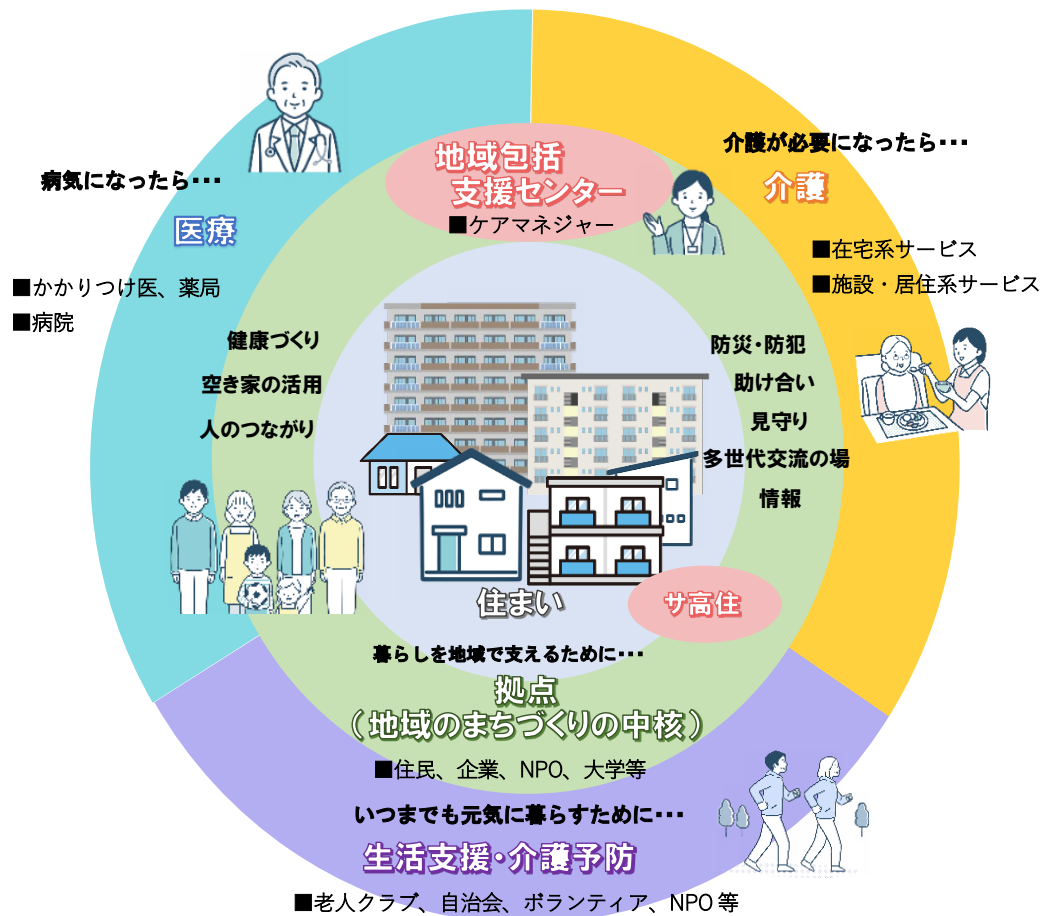 介護が必要になったら･･･
介護
■在宅系サービス
■施設・居住系サービス
地域包括
支援センター
■ケアマネジャー
病気になったら･･･
医療
■かかりつけ医、薬局
■病院
健康づくり
空き家の活用
人のつながり
防災・防犯
助け合い
見守り
多世代交流の場
情報
住まい
サ高住
暮らしを地域で支えるために･･･
拠点
（地域のまちづくりの中核）
■住民、企業、NPO、大学等
いつまでも元気に暮らすために･･･
生活支援・介護予防
■老人クラブ、自治会、ボランティア、NPO 等